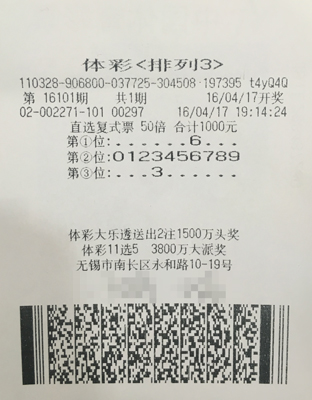 体彩<排列3>
110328-906800-037725-304508 197395 t4yQ4Q
第 16101期 共1期 16/04/17开奖
02-002271-101 00297 16/04/17 19:14:24
直选复式票 50倍 合计1000元
第①位:......6...
第②位:0123456789
第③位:...3......
体彩大乐透送出2注1500万头奖
体彩11选5 3800万大派奖
无锡市南长区永和路10-19号